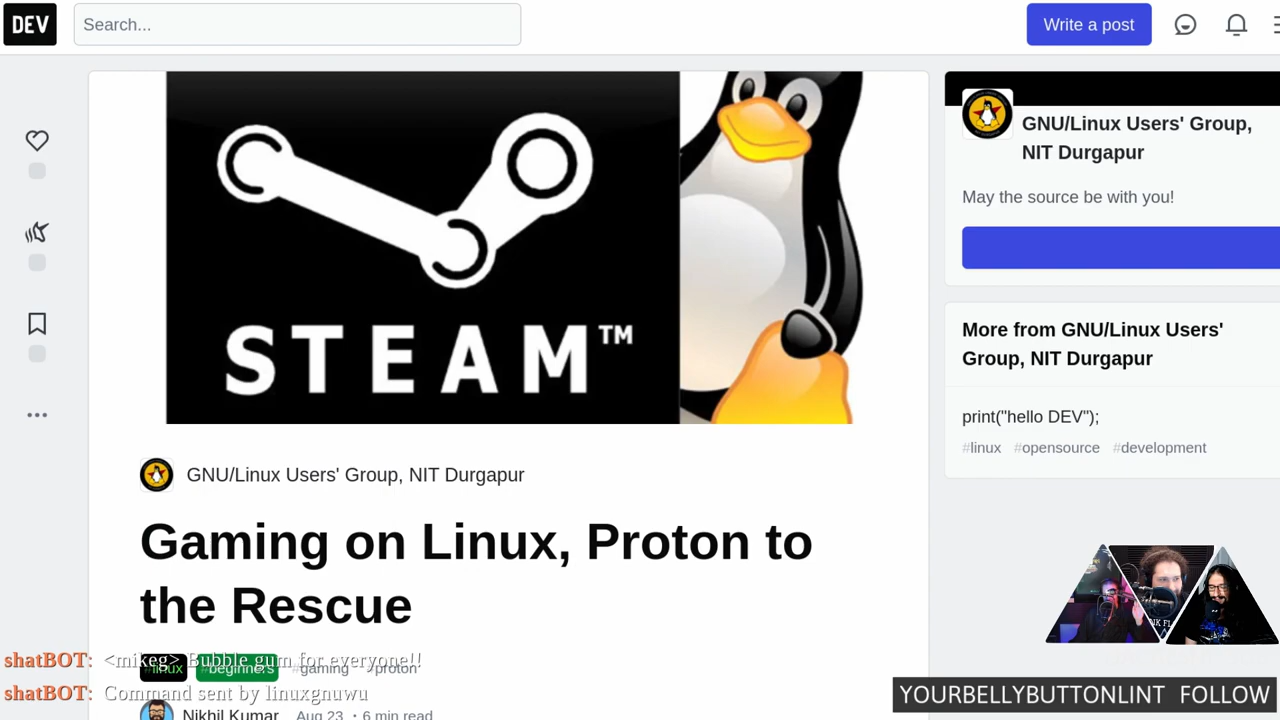 DEV
Search...
Write a post
STEAM™
GNU/Linux Users' Group,
NIT Durgapur
May the source be with you!
More from GNU/Linux Users'
Group, NIT Durgapur
print("hello DEV");
#linux #opensource #development
GNU/Linux Users' Group, NIT Durgapur
Gaming on Linux, Proton to
the Rescue
#linux #beginners #gaming #proton
shatBOT: <mikeg> Bubble gum for everyone!!
shatBOT: Command sent by linuxgnuwu
Nikhil Kumar Aug 23 · 6 min read
YOURBELLYBUTTONLINT FOLLOW